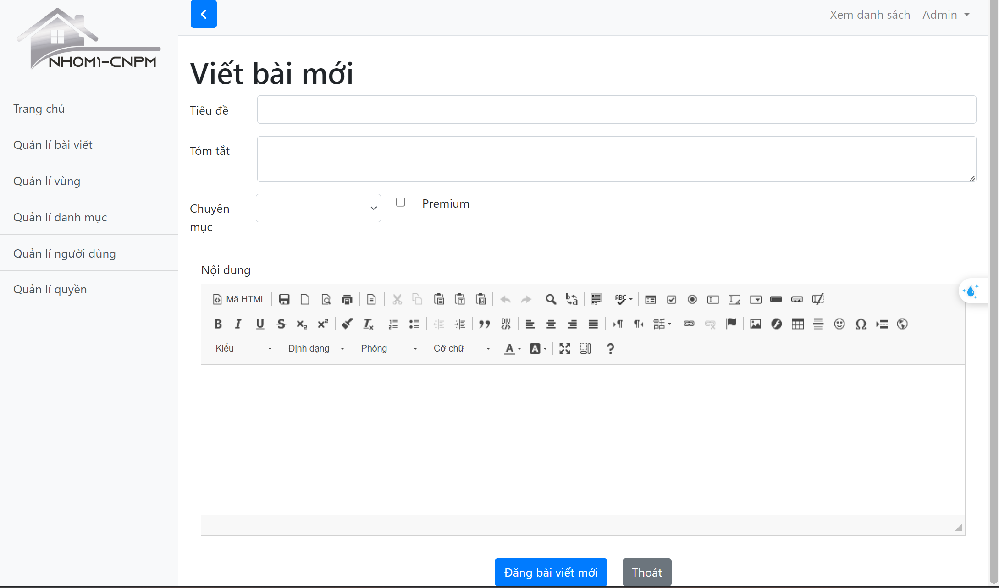 NHOM1-CNPM
Xem danh sách Admin
Trang chủ
Quản lí bài viết
Quản lí vùng
Quản lí danh mục
Quản lí người dùng
Quản lí quyền
Viết bài mới
Tiêu đề
Tóm tắt
Chuyên
mục
Premium
Nội dung
Mã HTML
Kiểu Định dạng Phông Cỡ chữ
Đăng bài viết mới Thoát